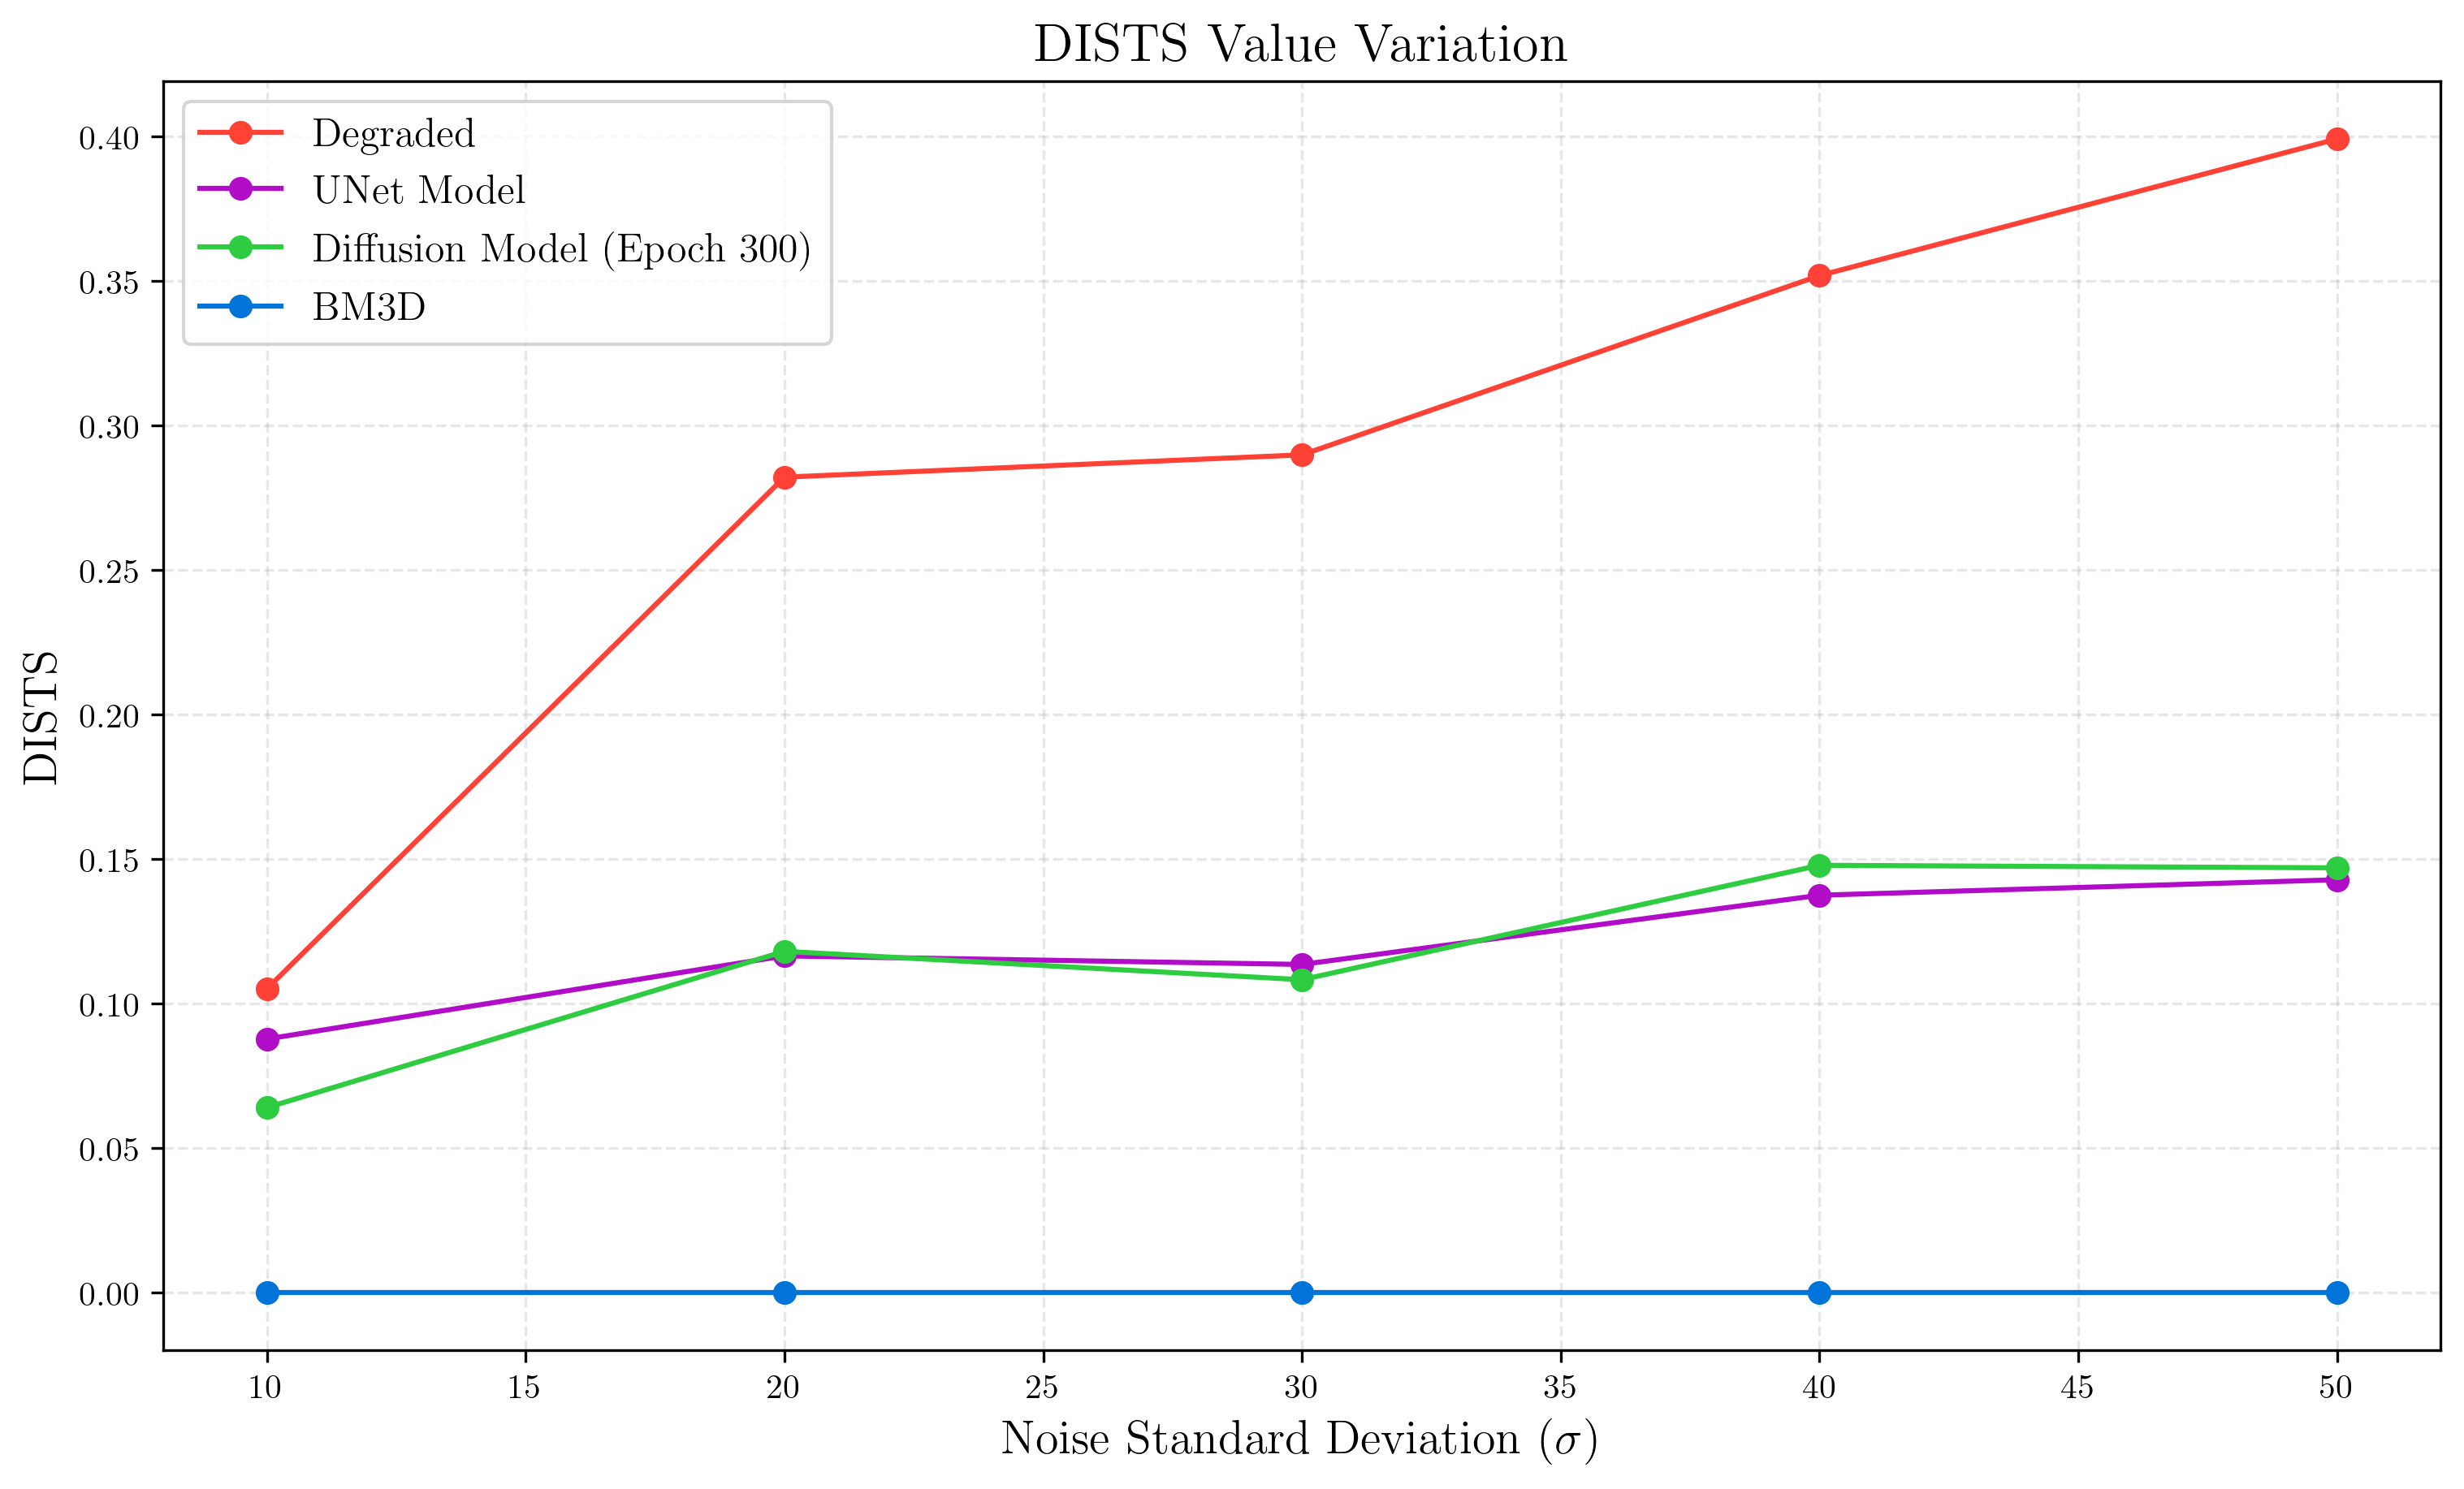 DISTS Value Variation
Degraded
UNet Model
Diffusion Model (Epoch 300)
BM3D
DISTS
0.40
0.35
0.30
0.25
0.20
0.15
0.10
0.05
0.00
10 15 20 25 30 35 40 45 50
Noise Standard Deviation (σ)